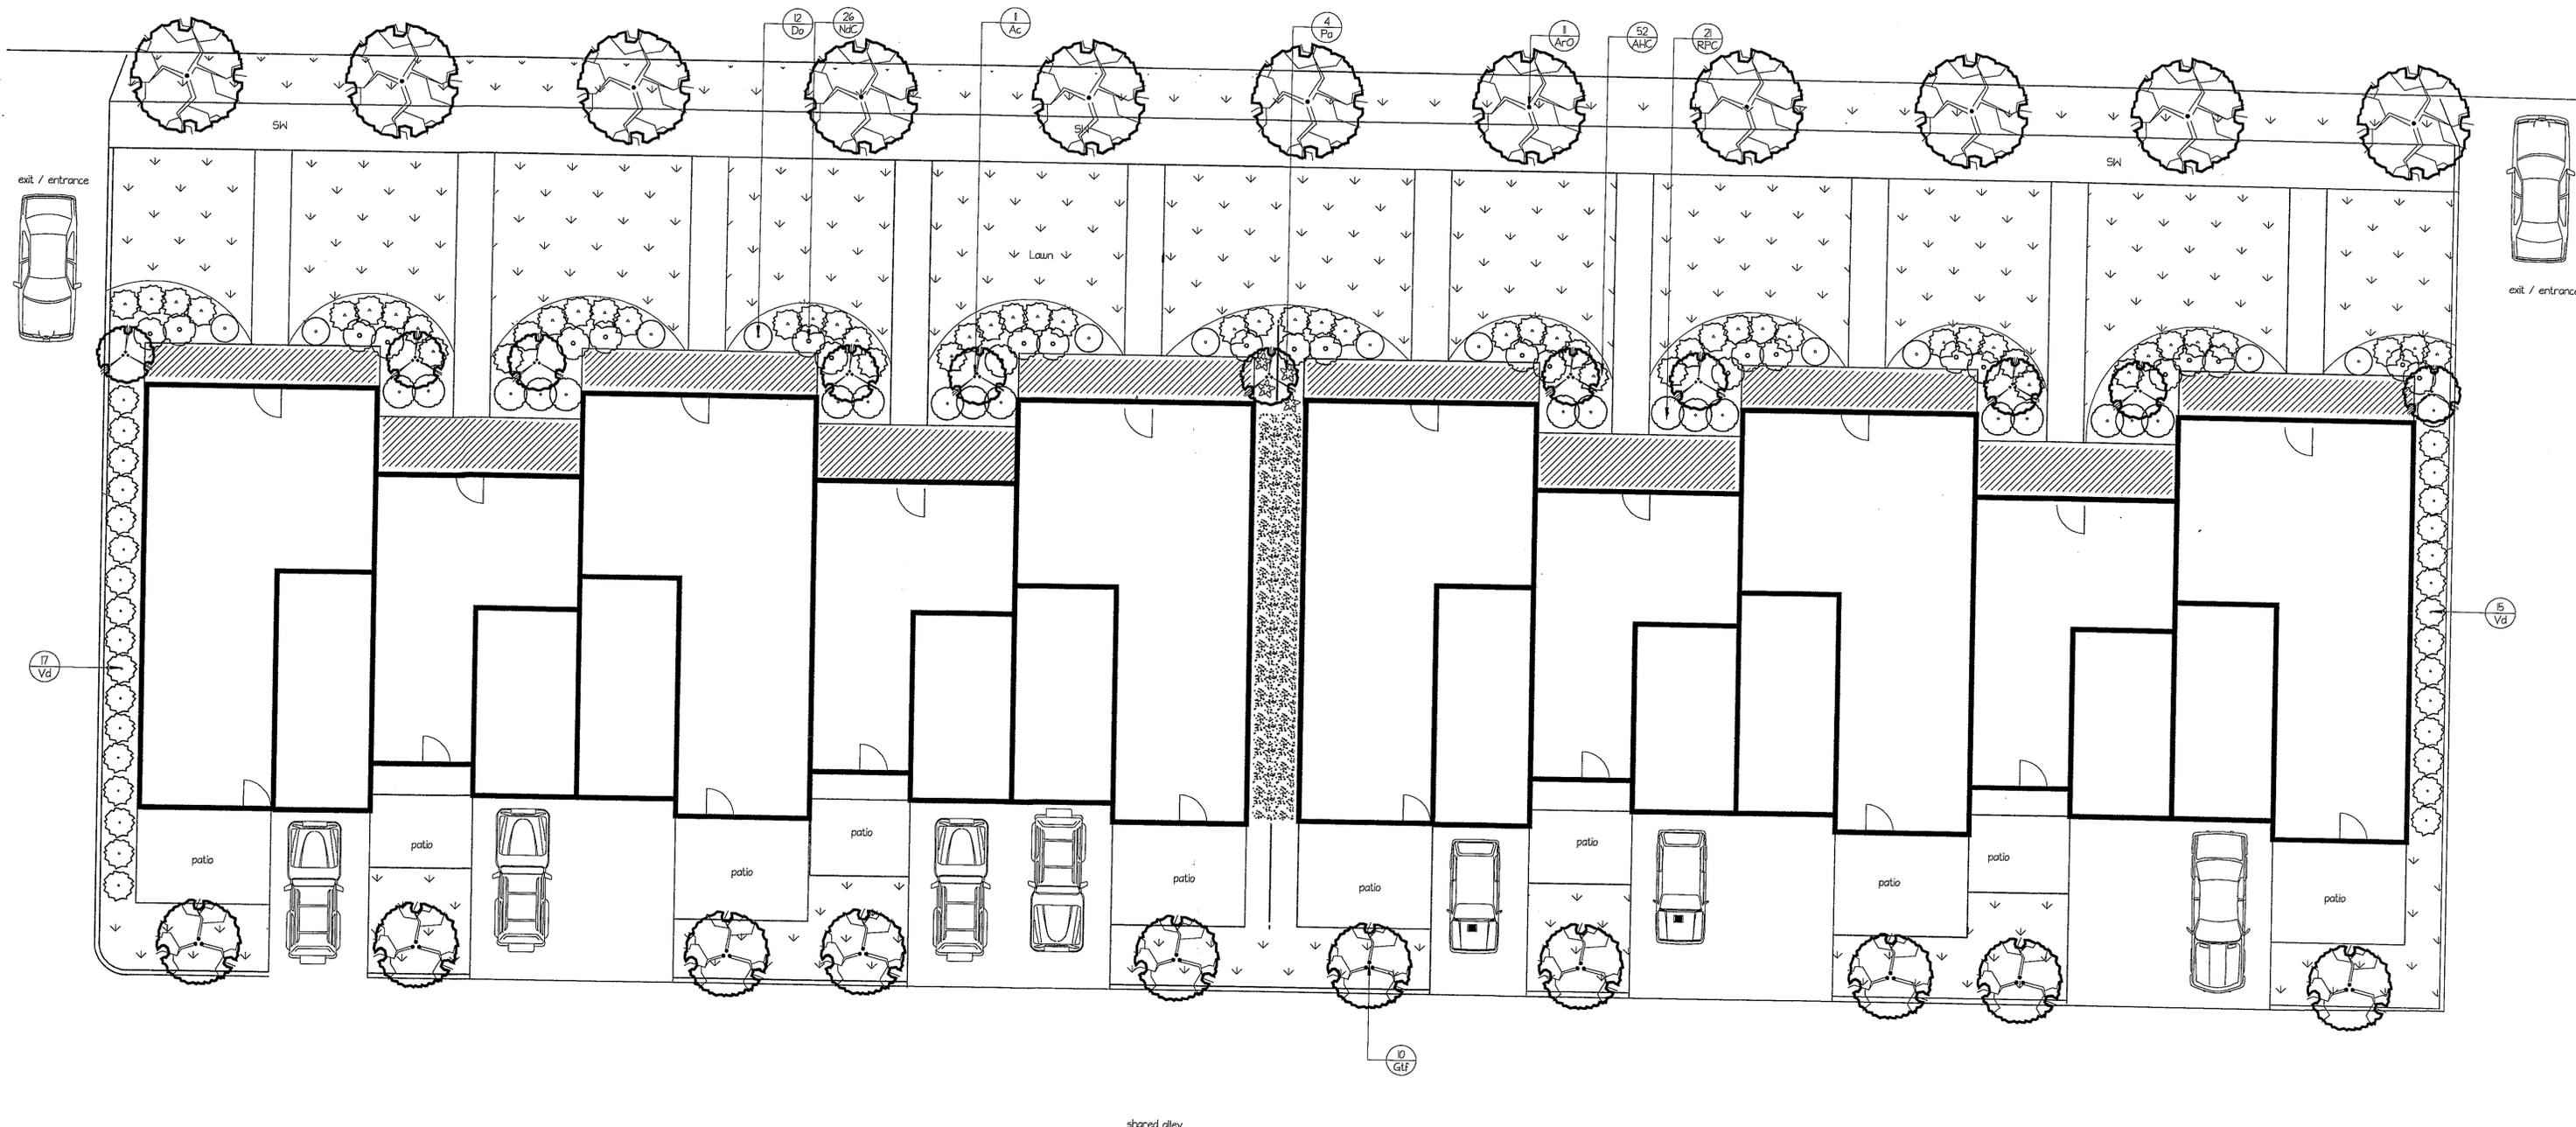 12
Do
26
NdC
11
Ac
4
Pa
11
ArO
52
AHC
21
RPC
SW
SW
SW
exit / entrance
exit / entrance
Lawn
15
Vd
17
Vd
patio
patio
patio
patio
patio
patio
patio
patio
patio
patio
10
Gtf
shared alley